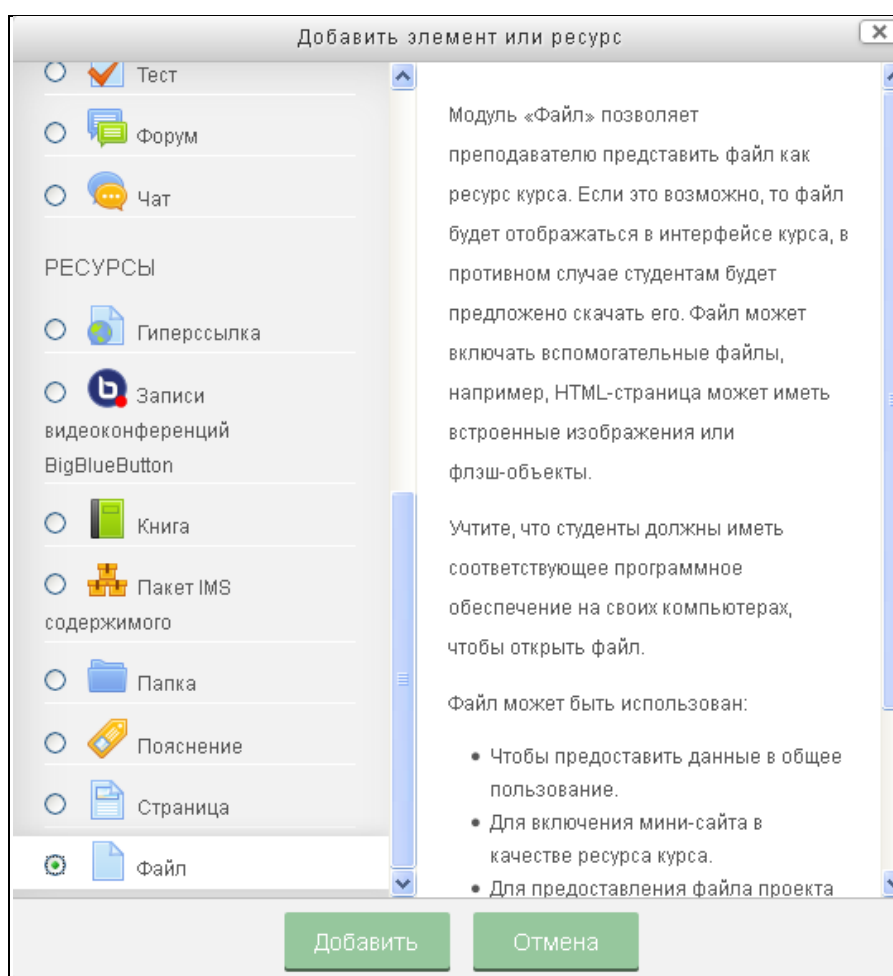 Добавить элемент или ресурс
Тест
Форум
Чат
РЕСУРСЫ
Гиперссылка
Записи
видеоконференций
BigBlueButton
Книга
Пакет IMS
содержимого
Папка
Пояснение
Страница
Файл
Модуль «Файл» позволяет
преподавателю представить файл как
ресурс курса. Если это возможно, то файл
будет отображаться в интерфейсе курса, в
противном случае студентам будет
предложено скачать его. Файл может
включать вспомогательные файлы,
например, HTML-страница может иметь
встроенные изображения или
флэш-объекты.
Учтите, что студенты должны иметь
соответствующее программное
обеспечение на своих компьютерах,
чтобы открыть файл.
Файл может быть использован:
• Чтобы предоставить данные в общее
пользование.
• Для включения мини-сайта в
качестве ресурса курса.
• Для предоставления файла проекта
Добавить
Отмена